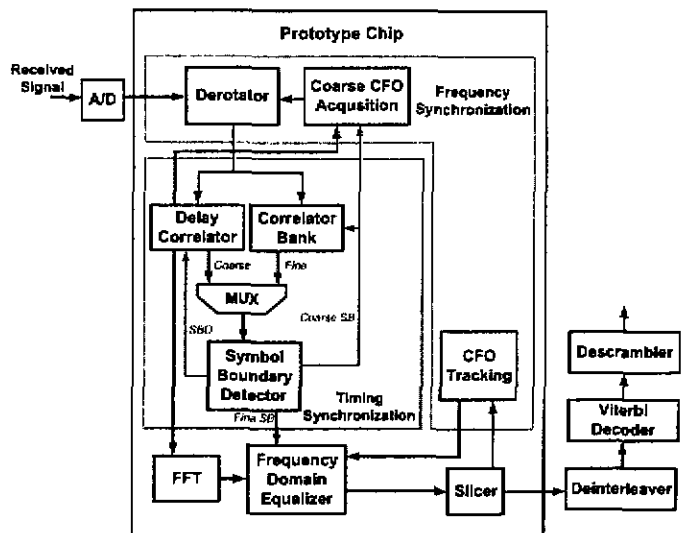 Prototype Chip
Received
Signal
A/D
Derotator
Coarse CFO
Acqusition
Frequency
Synchronization
Delay
Correlator
Correlator
Bank
Coarse
Fine
MUX
Coarse SB
SBD
Symbol
Boundary
Detector
Timing
Synchronization
Fine SB
CFO
Tracking
Descrambler
Viterbi
Decoder
FFT
Frequency
Domain
Equalizer
Slicer
Deinterleaver